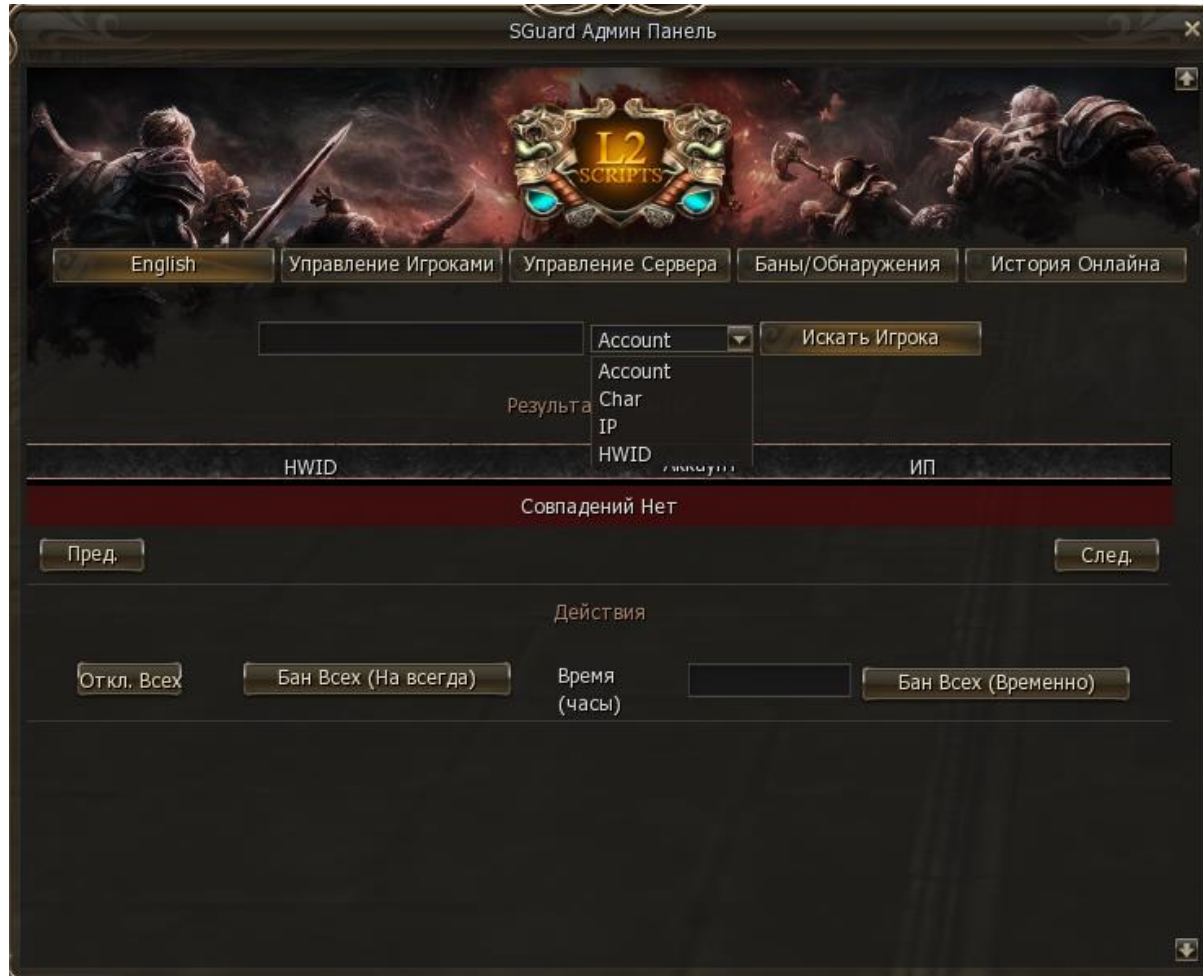 SGuard Админ Панель
L2
SCRIPTS
English Управление Игроками Управление Сервера Баны/Обнаружения История Онлайна
Account Искать Игрока
Account
Char
IP
HWID
HWID ИП
Совпадений Нет
Пред. След.
Действия
Откл. Всех Бан Всех (На всегда) Время (часы) Бан Всех (Временно)